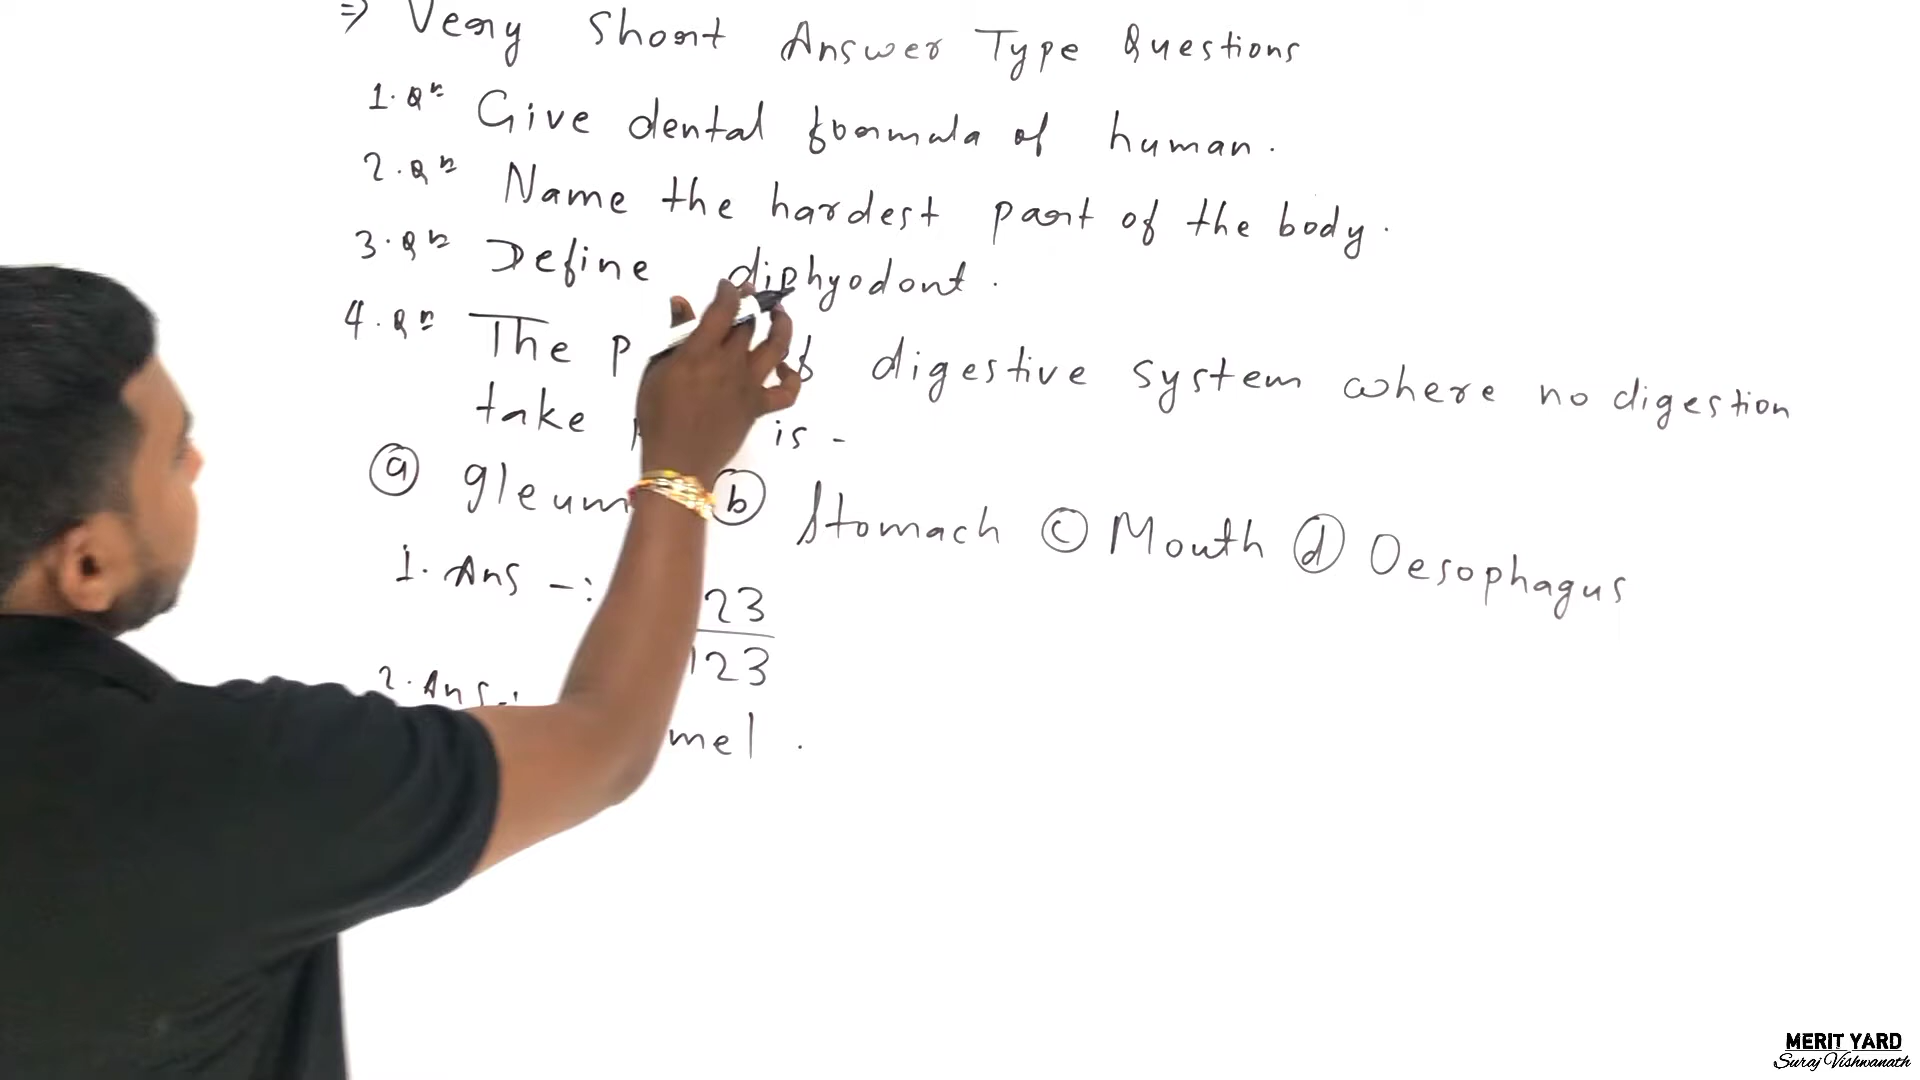 ⇒ Very Short Answer Type Questions
1. Qn Give dental formula of human.
2. Qn Name the hardest part of the body.
3. Qn Define diphyodont.
4. Qn The digestive system where no digestion
take is -
(a) gleum (b) Stomach (c) Mouth (d) Oesophagus
1. Ans -: 23
123
2. Ans -:
mel.
MERIT YARD
Suraj Vishwanath